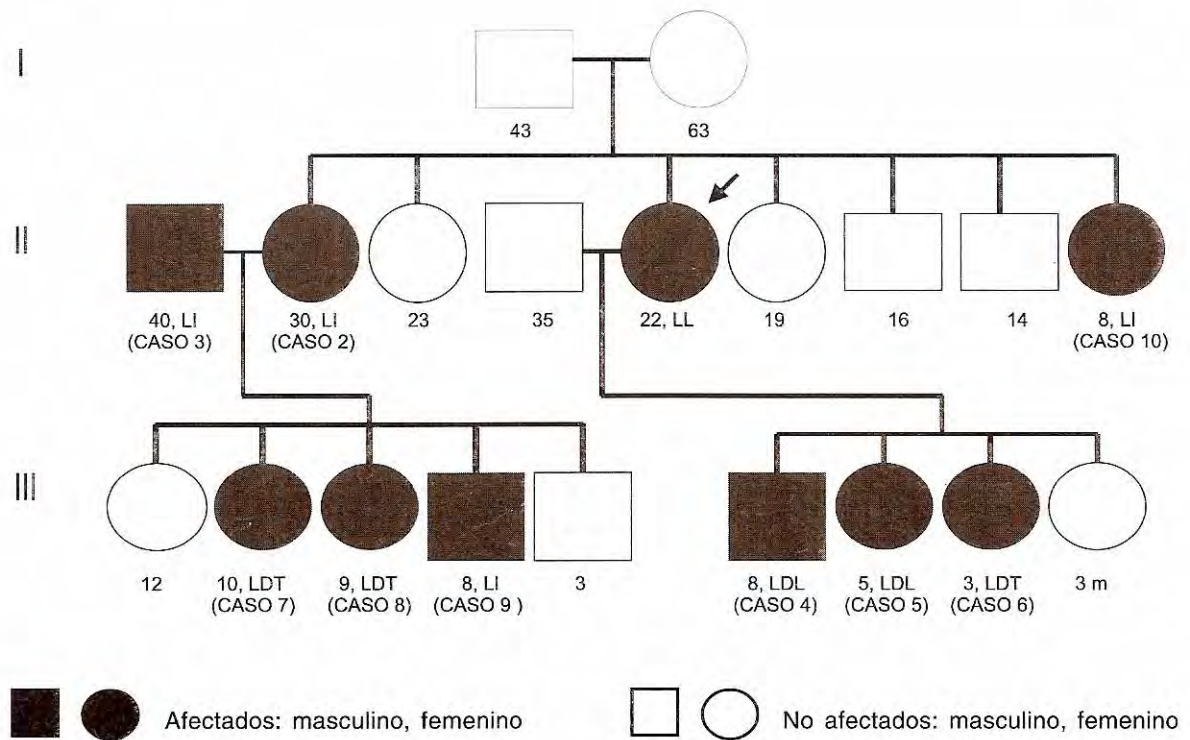 I
43 63
II
40, LI 30, LI 23 35 22, LL 19 16 14 8, LI
(CASO 3) (CASO 2) (CASO 10)
III
12 10, LDT 9, LDT 8, LI 3 8, LDL 5, LDL 3, LDT 3 m
(CASO 7) (CASO 8) (CASO 9 ) (CASO 4) (CASO 5) (CASO 6)
Afectados: masculino, femenino No afectados: masculino, femenino